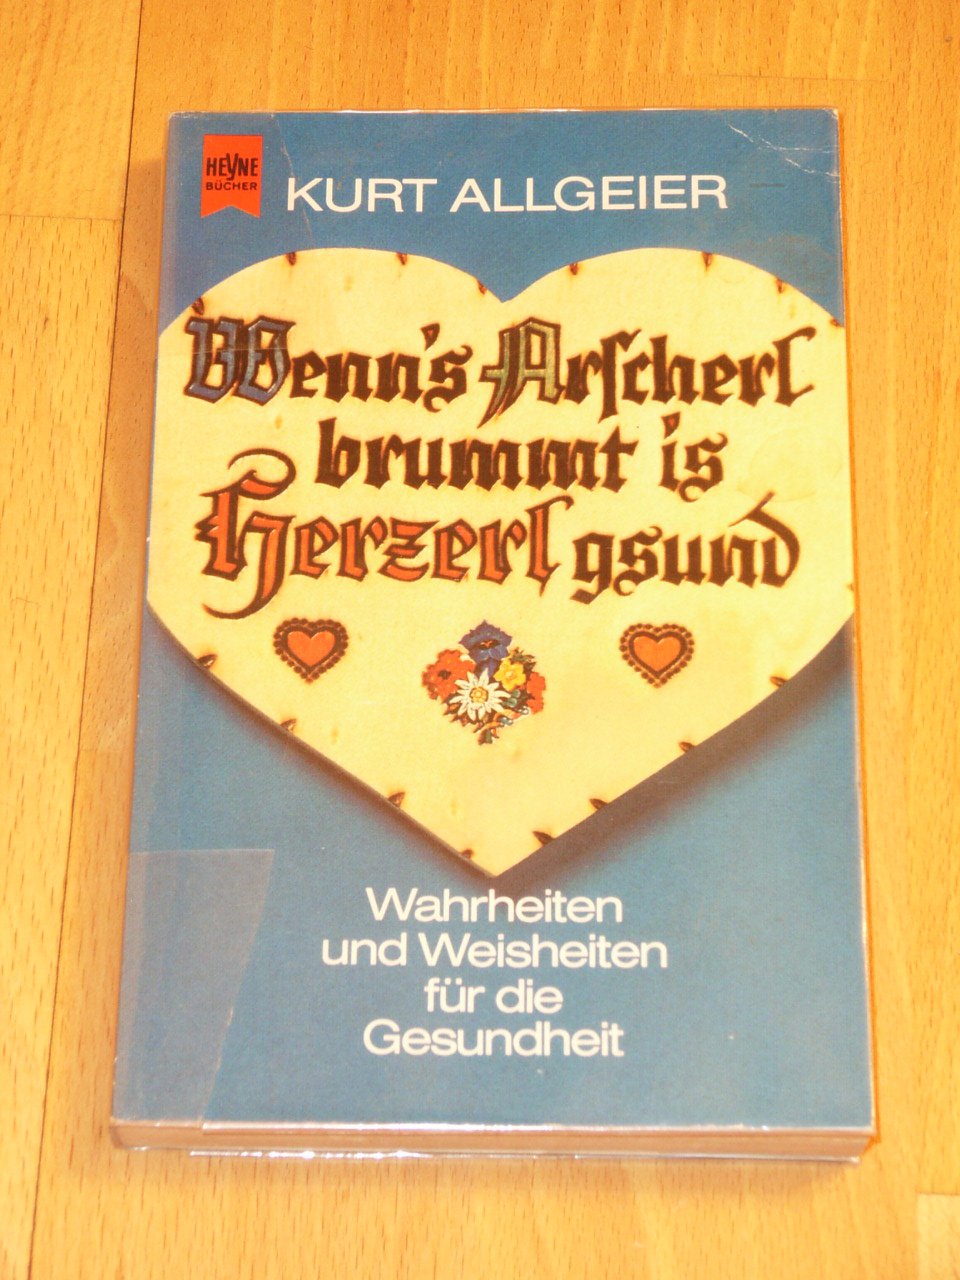 HEYNE
BÜCHER
KURT ALLGEIER
Wenn's Arſcherl
brummt is
Herzerl gsund
Wahrheiten
und Weisheiten
für die
Gesundheit